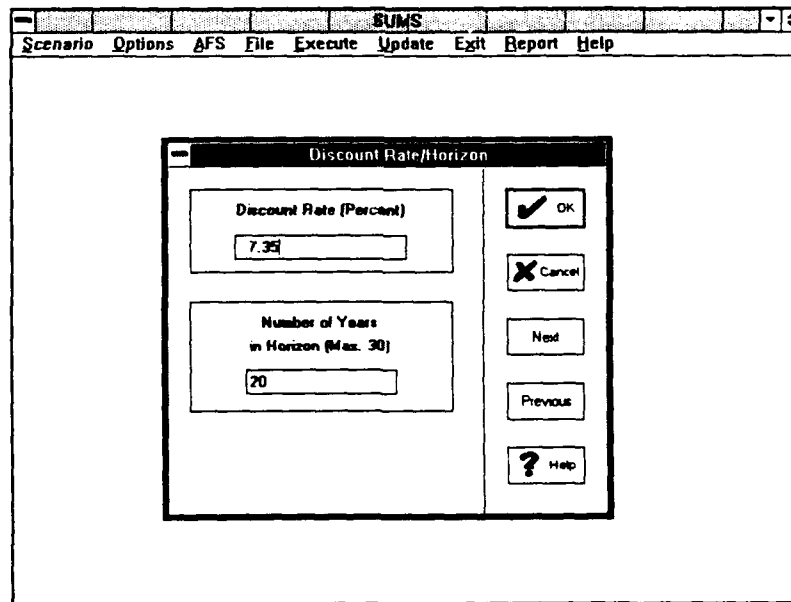 SUMS
Scenario Options AFS File Execute Update Exit Report Help
Discount Rate/Horizon
Discount Rate (Percent)
7.35
OK
Cancel
Number of Years
in Horizon (Max. 30)
20
Next
Previous
? Help